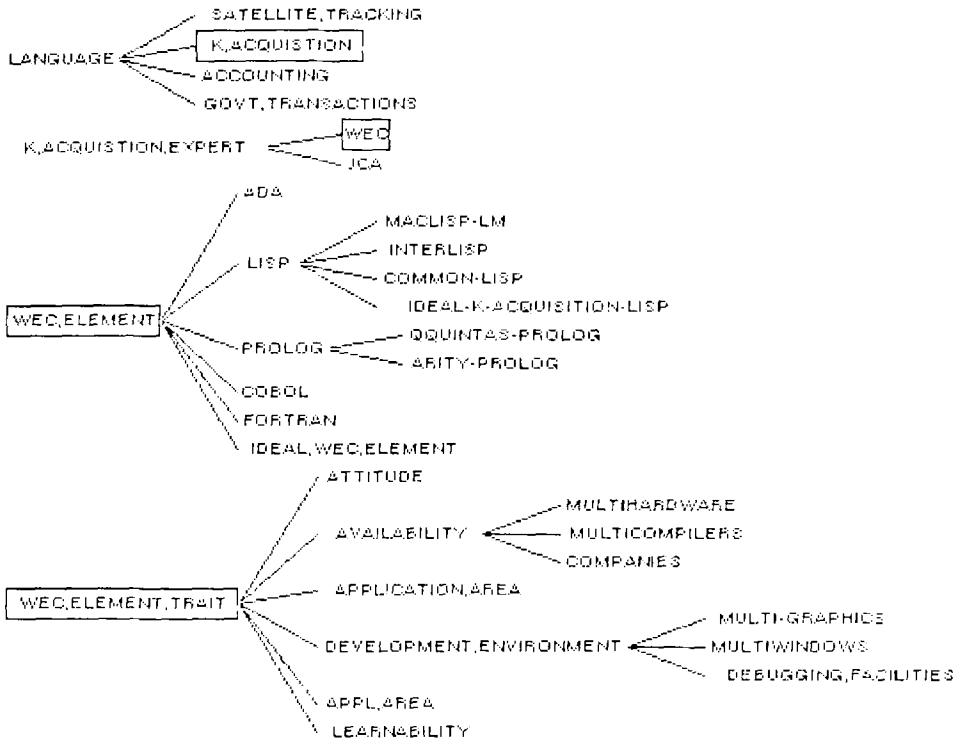 SATELLITE,TRACKING
K,ACQUISTION
LANGUAGE
ACCOUNTING
GOVT,TRANSACTIONS
WEC
K,ACQUISTION,EXPERT
JCA
ADA
MACLISP-LM
INTERLISP
LISP
COMMON-LISP
IDEAL-K-ACQUISITION-LISP
WEC,ELEMENT
QQUINTAS-PROLOG
PROLOG
ARITY-PROLOG
COBOL
FORTRAN
IDEAL,WEC,ELEMENT
ATTITUDE
MULTIHARDWARE
AVAILABILITY
MULTICOMPILERS
COMPANIES
APPLICATION,AREA
WEC,ELEMENT,TRAIT
MULTI-GRAPHICS
DEVELOPMENT,ENVIRONMENT
MULTIWINDOWS
DEBUGGING,FACILITIES
APPL,AREA
LEARNABILITY